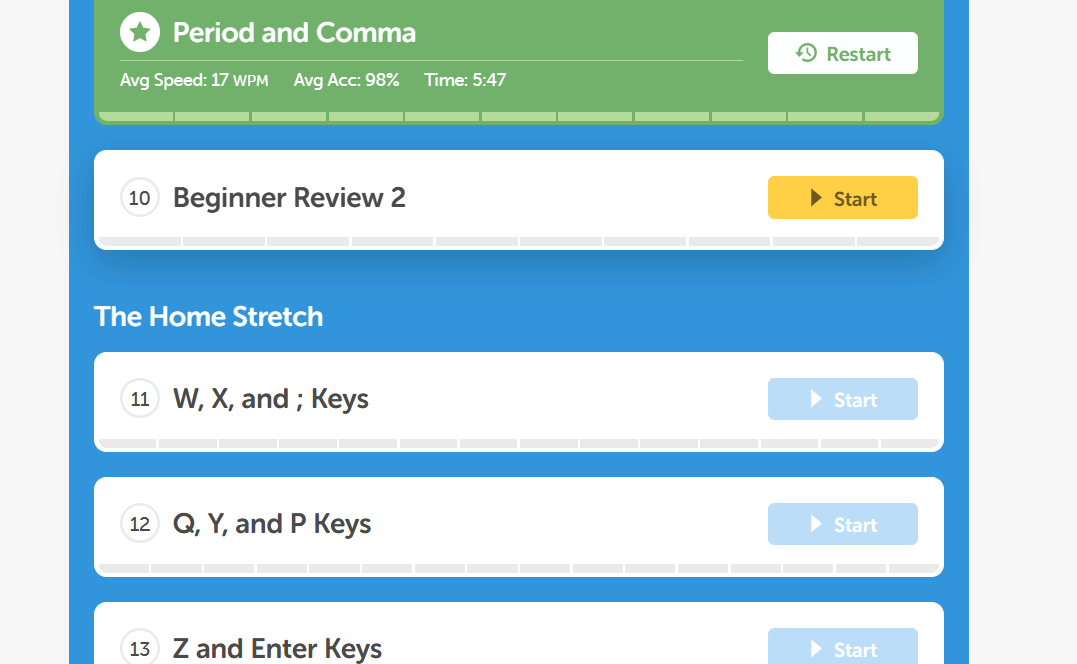 Period and Comma
Restart
Avg Speed: 17 WPM Avg Acc: 98% Time: 5:47
10 Beginner Review 2
Start
The Home Stretch
11 W, X, and ; Keys
Start
12 Q, Y, and P Keys
Start
13 Z and Enter Keys
Start